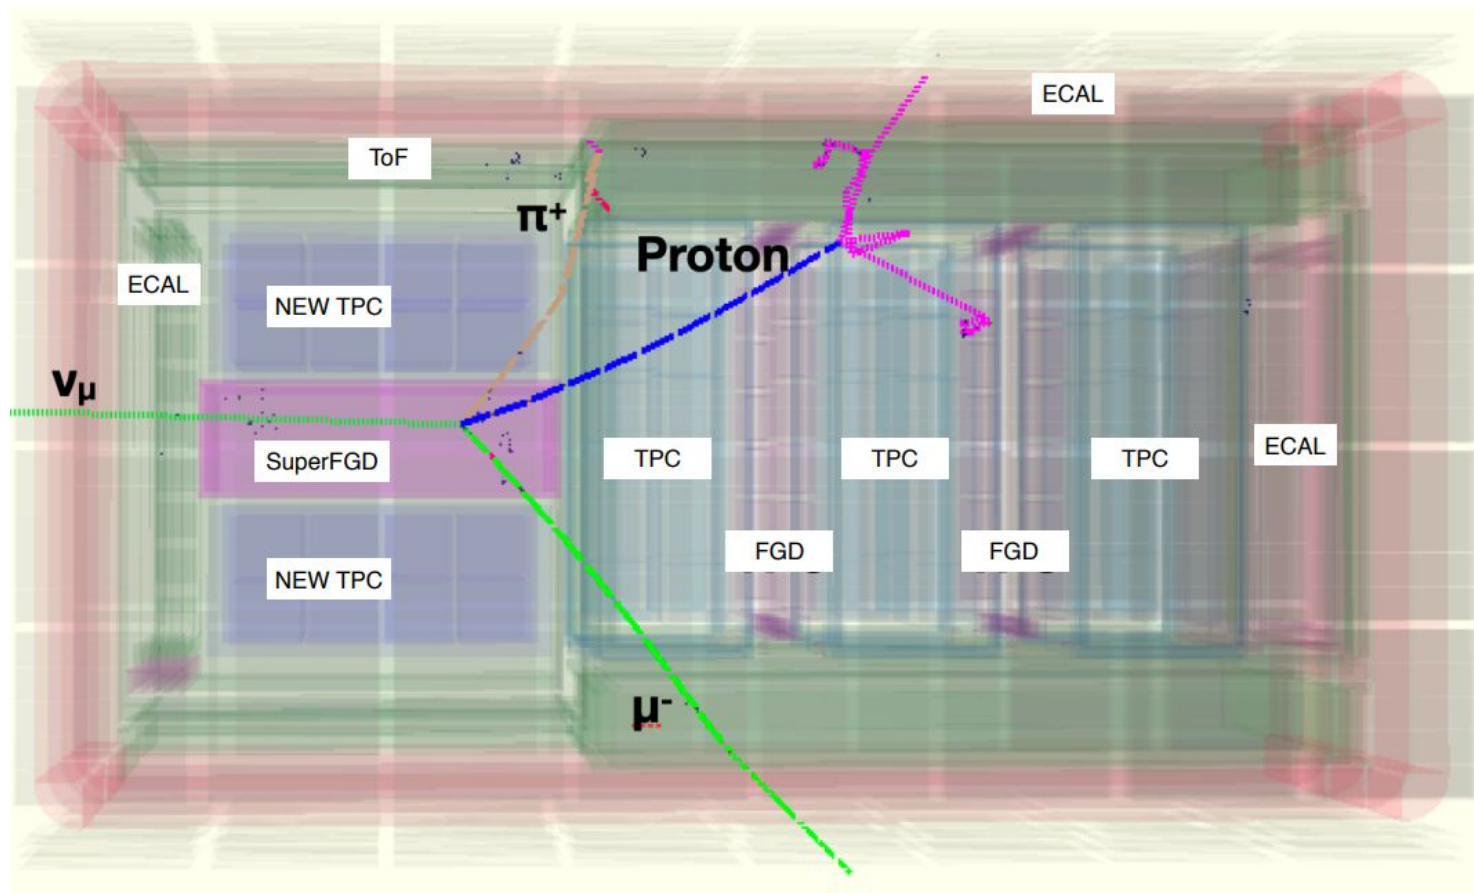 ECAL
ToF
π+
Proton
ECAL
NEW TPC
νμ
SuperFGD
TPC
TPC
TPC
ECAL
FGD
FGD
NEW TPC
μ-